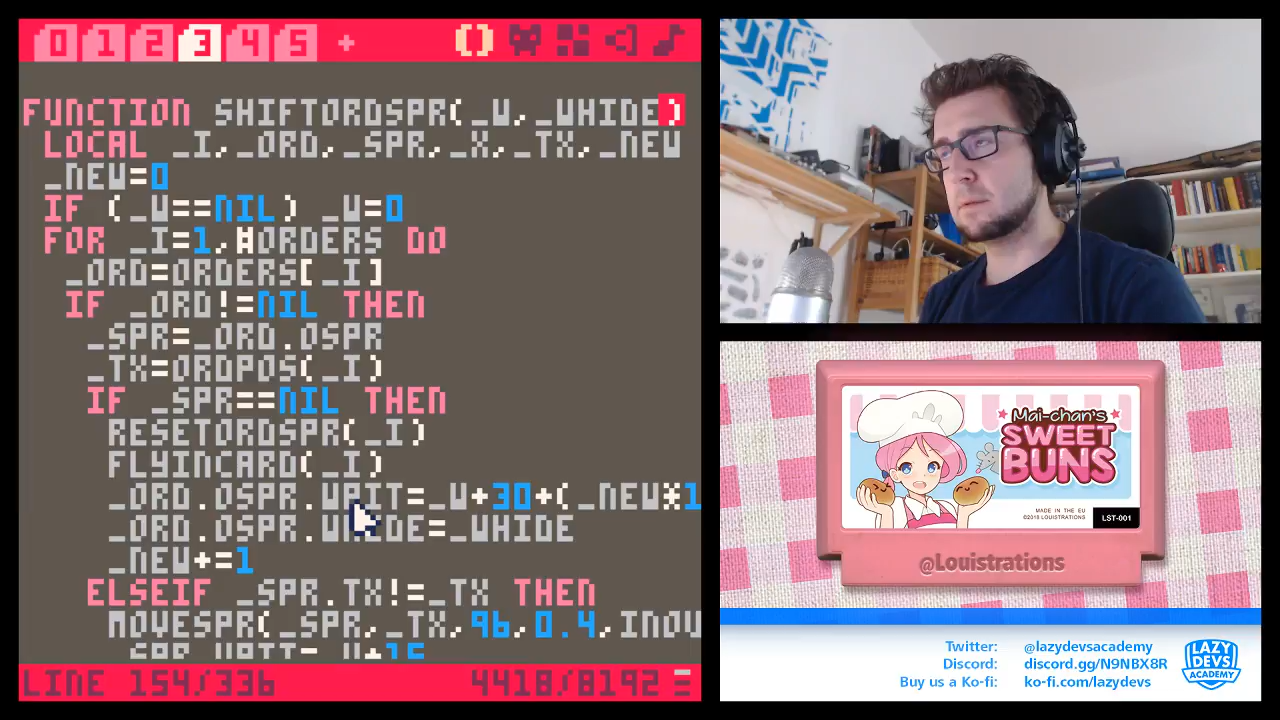 0 1 2 3 4 5 +
FUNCTION SHIFTORDSPR(_W,_WHIDE)
LOCAL _I,_ORD,_SPR,_X,_TX,_NEW
_NEW=0
IF (_W==NIL) _W=0
FOR _I=1,#ORDERS DO
_ORD=ORDERS[_I]
IF _ORD!=NIL THEN
_SPR=_ORD.OSPR
_TX=ORDPOS(_I)
IF _SPR==NIL THEN
RESETORDSPR(_I)
FLYINCARD(_I)
_ORD.OSPR.WAIT=_W+30+(_NEW*1
_ORD.OSPR.WHIDE=_WHIDE
_NEW+=1
ELSEIF _SPR.TX!=_TX THEN
MOVESPR(_SPR,_TX,96,0.4,INOU
_SPR.WAIT=_W+15
LINE 154/336 4418/8192
Mai-chan's
SWEET
BUNS
MADE IN THE EU
©2018 LOUISTRATIONS
LST-001
@Louistrations
Twitter: @lazydevsacademy
Discord: discord.gg/N9NBX8R
Buy us a Ko-fi: ko-fi.com/lazydevs
LAZY
DEVS
ACADEMY